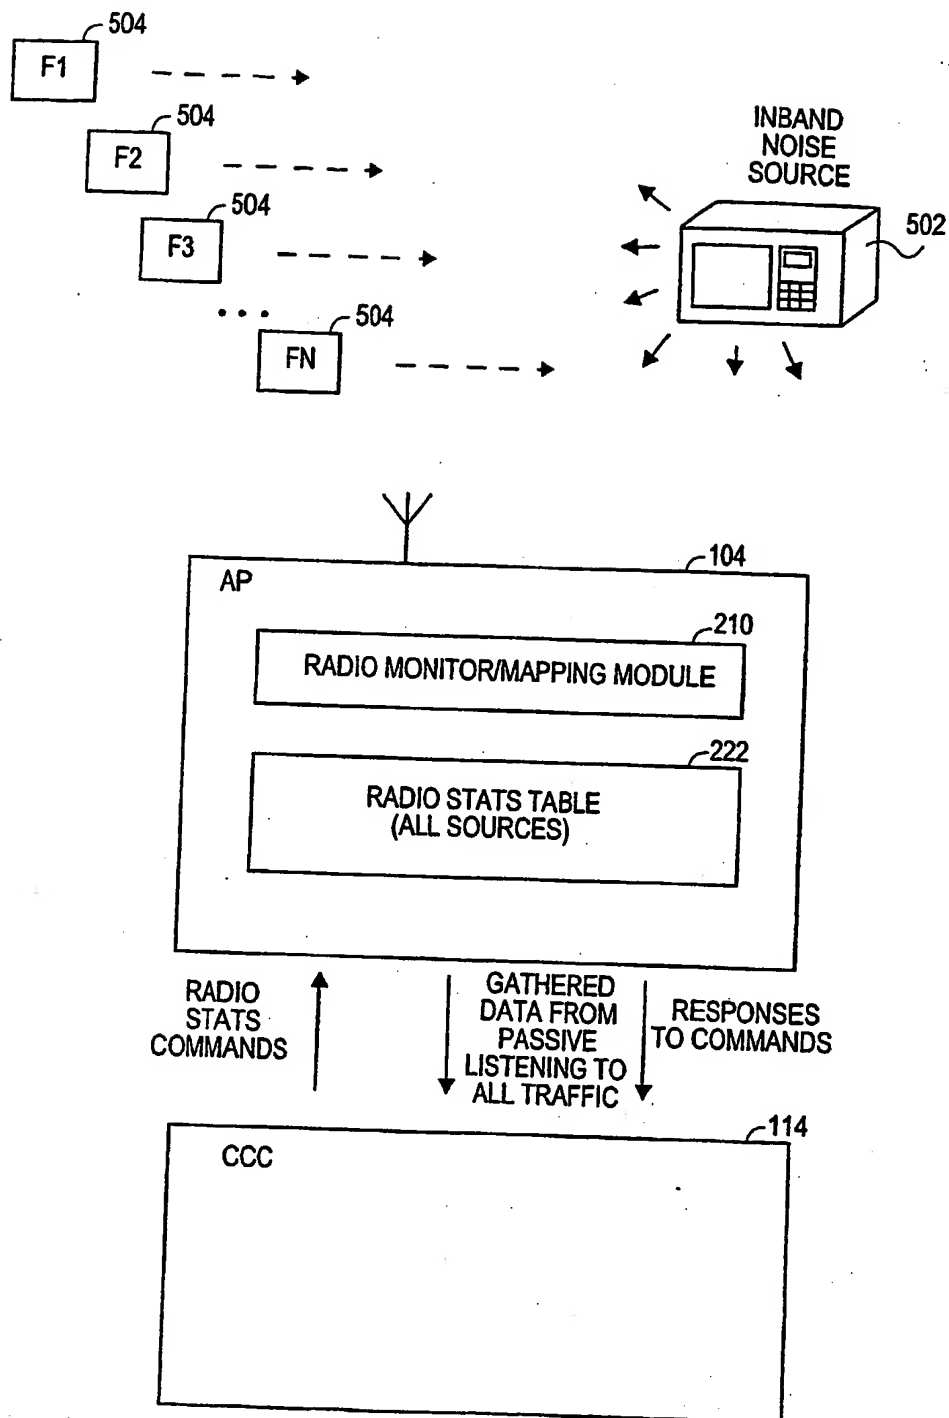 504
F1
504
F2
504
F3
...
504
FN
INBAND
NOISE
SOURCE
502
104
AP
210
RADIO MONITOR/MAPPING MODULE
222
RADIO STATS TABLE
(ALL SOURCES)
RADIO
STATS
COMMANDS
GATHERED
DATA FROM
PASSIVE
LISTENING TO
ALL TRAFFIC
RESPONSES
TO COMMANDS
114
CCC